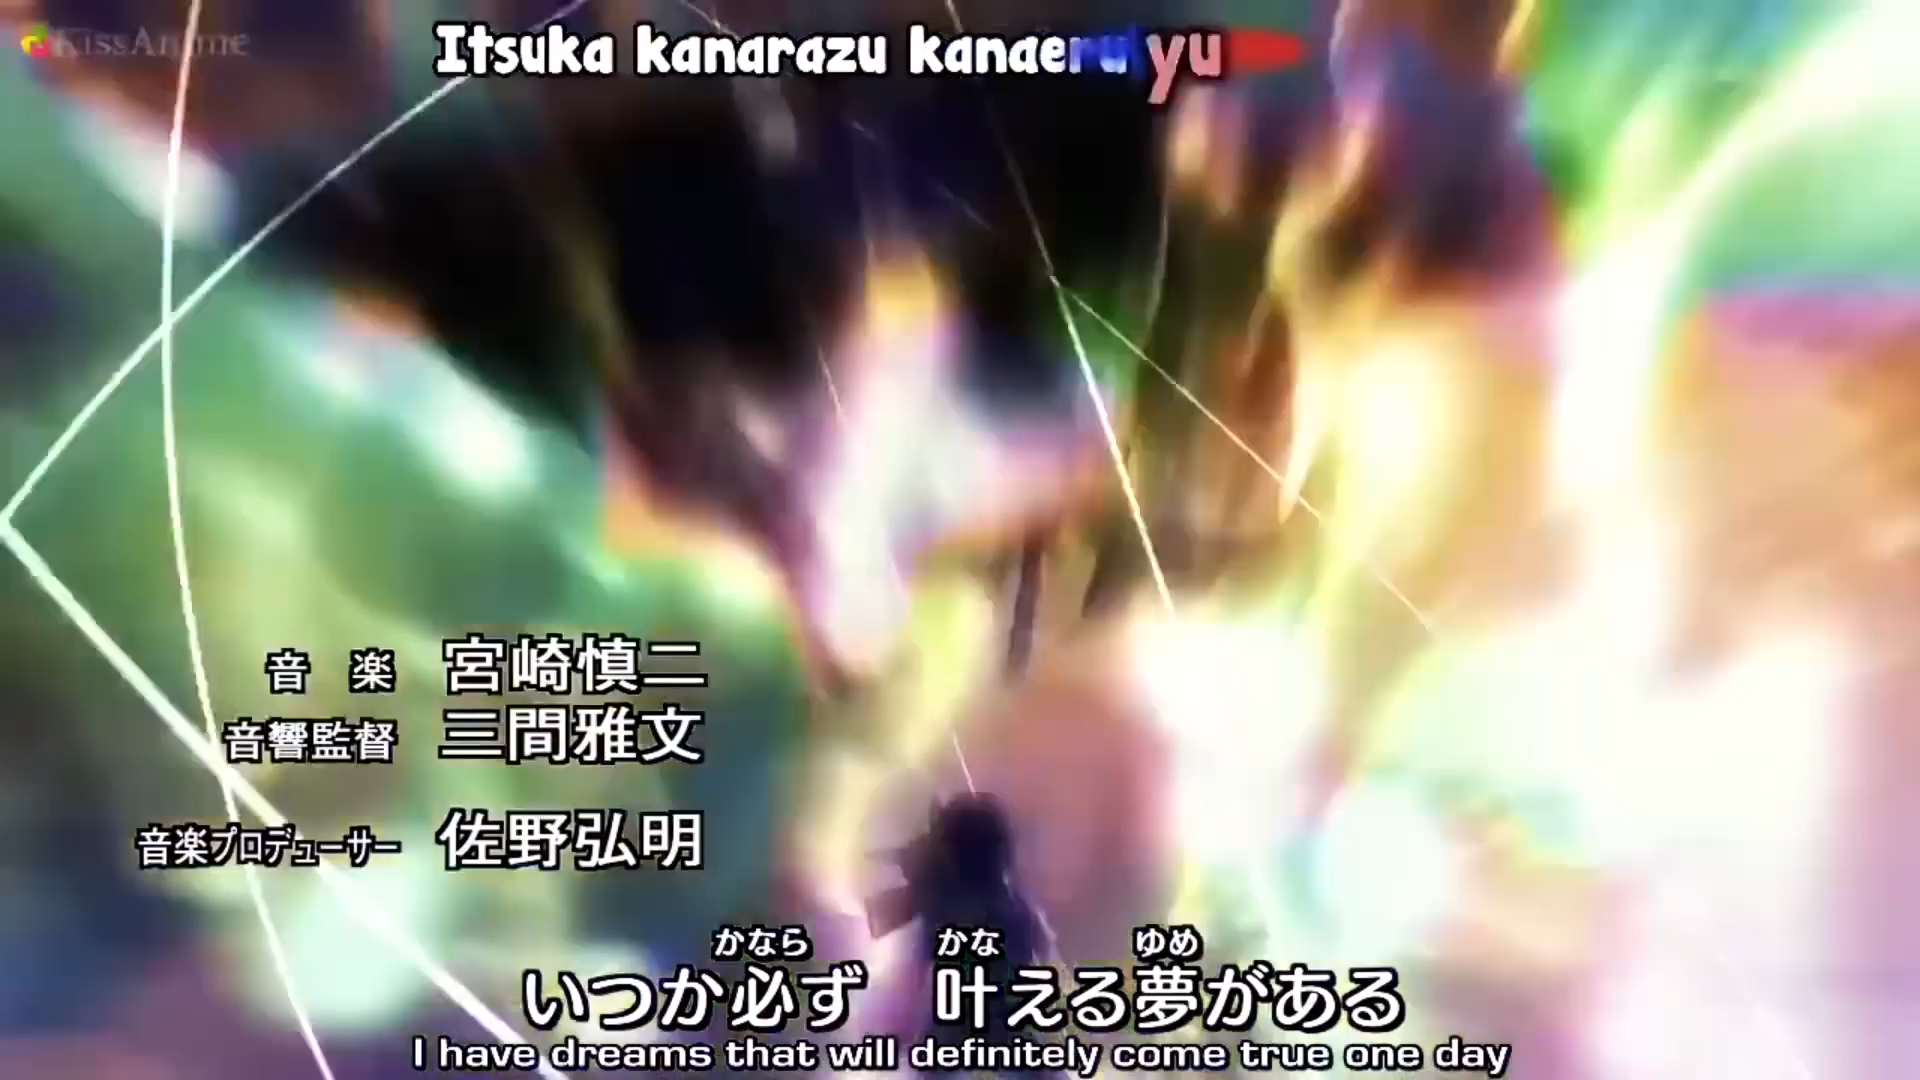 KissAnime
Itsuka kanarazu kanaeru yu
音　楽　宮崎慎二
音響監督　三間雅文
音楽プロデューサー　佐野弘明
かなら　かな　ゆめ
いつか必ず　叶える夢がある
I have dreams that will definitely come true one day